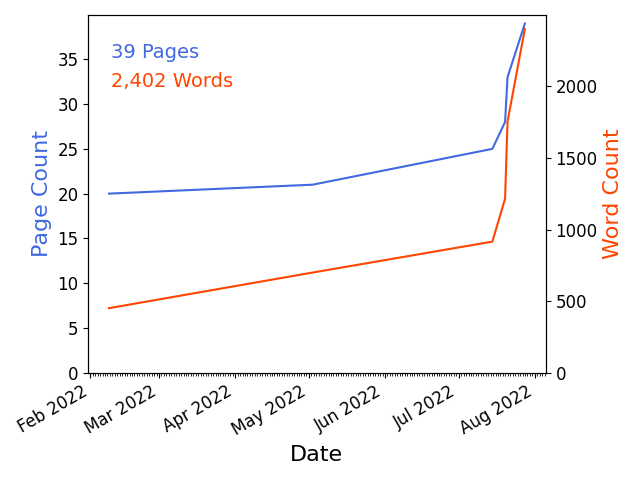 39 Pages
2,402 Words
Page Count
35
30
25
20
15
10
5
0
2000
1500
1000
500
0
Word Count
Feb 2022
Mar 2022
Apr 2022
May 2022
Jun 2022
Jul 2022
Aug 2022
Date